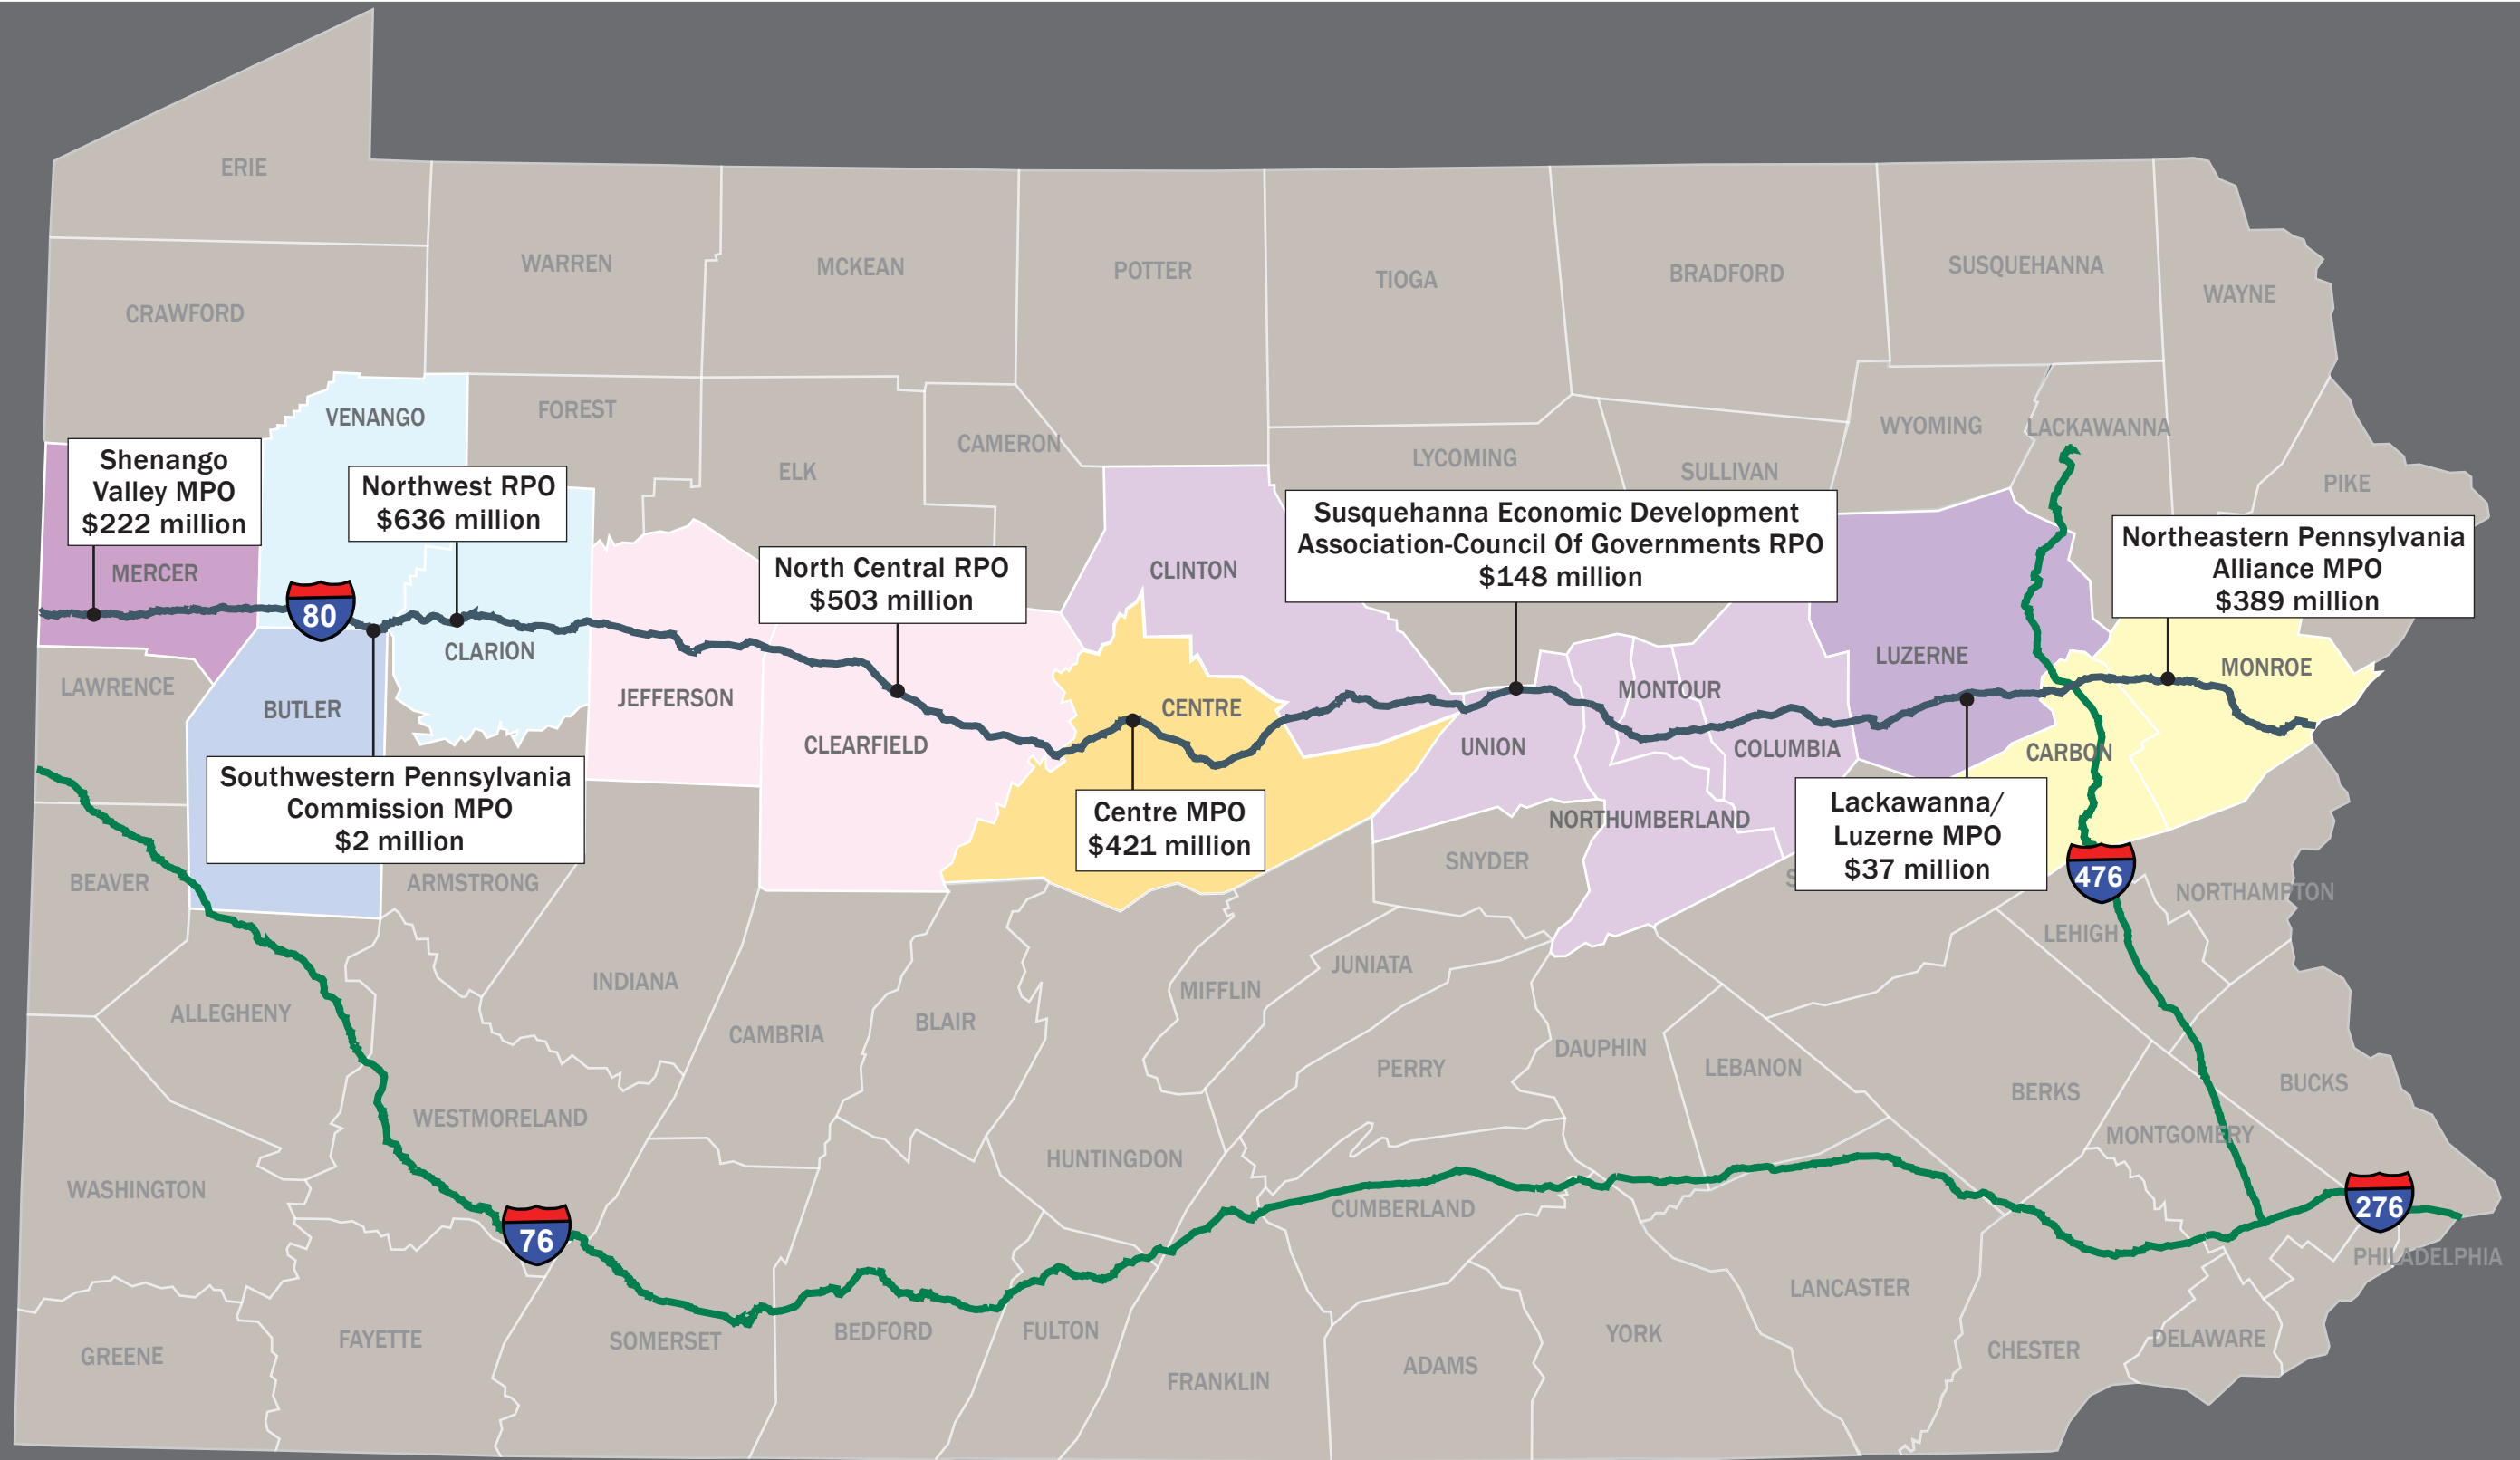 ERIE
CRAWFORD
WARREN
MCKEAN
POTTER
TIOGA
BRADFORD
SUSQUEHANNA
WAYNE
VENANGO
FOREST
ELK
CAMERON
LYCOMING
SULLIVAN
WYOMING
LACKAWANNA
PIKE
Shenango
Valley MPO
$222 million
MERCER
Northwest RPO
$636 million
80
CLARION
North Central RPO
$503 million
CLINTON
Susquehanna Economic Development
Association-Council Of Governments RPO
$148 million
Northeastern Pennsylvania
Alliance MPO
$389 million
LAWRENCE
BUTLER
JEFFERSON
CLEARFIELD
CENTRE
UNION
MONTOUR
COLUMBIA
LUZERNE
MONROE
CARBON
Southwestern Pennsylvania
Commission MPO
$2 million
Centre MPO
$421 million
NORTHUMBERLAND
Lackawanna/
Luzerne MPO
$37 million
BEAVER
ARMSTRONG
SNYDER
S
476
NORTHAMPTON
LEHIGH
ALLEGHENY
INDIANA
CAMBRIA
BLAIR
MIFFLIN
JUNIATA
PERRY
DAUPHIN
LEBANON
BERKS
BUCKS
MONTGOMERY
WASHINGTON
WESTMORELAND
HUNTINGDON
CUMBERLAND
76
276
PHILADELPHIA
GREENE
FAYETTE
SOMERSET
BEDFORD
FULTON
FRANKLIN
ADAMS
YORK
LANCASTER
CHESTER
DELAWARE